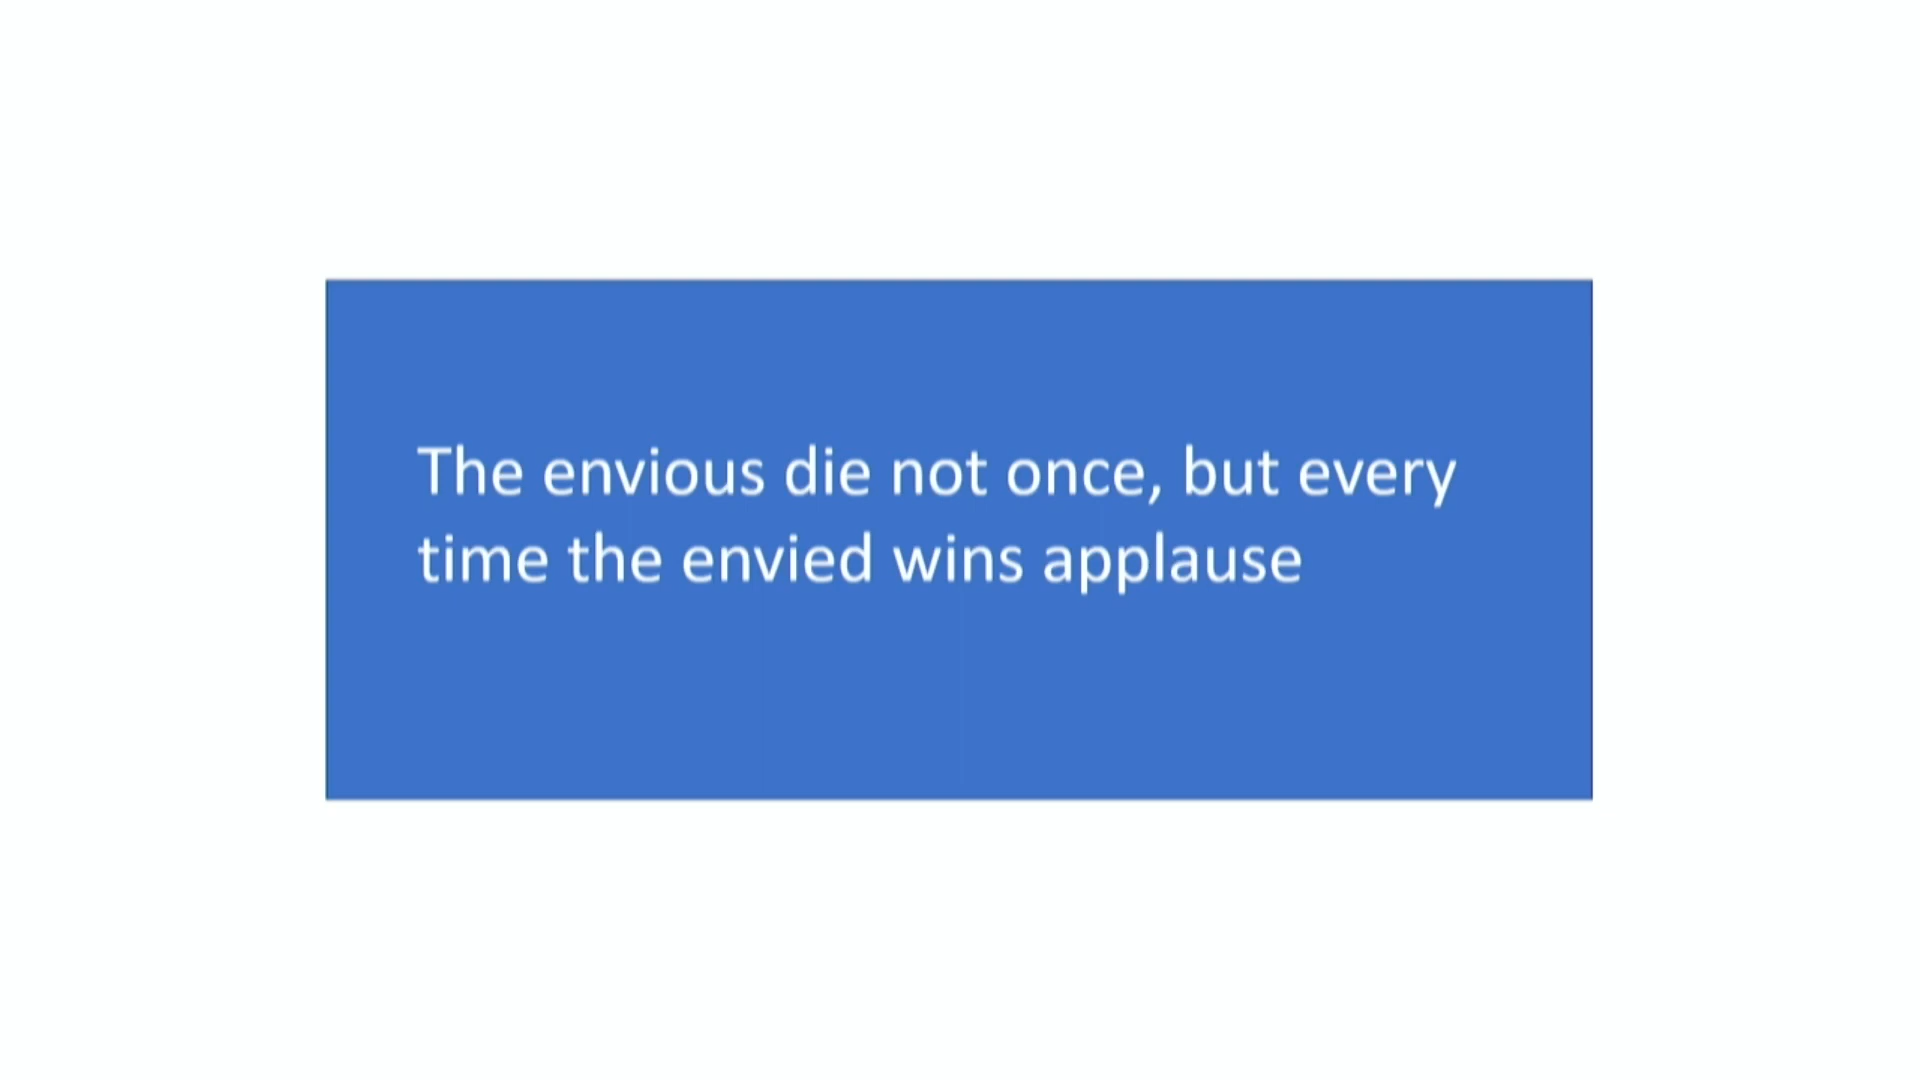 The envious die not once, but every
time the envied wins applause